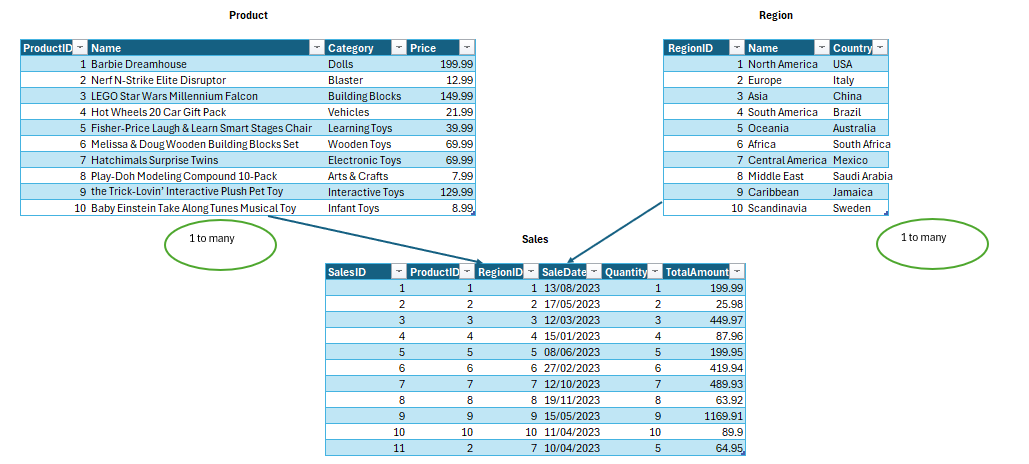 Product
ProductID Name Category Price
1 Barbie Dreamhouse Dolls 199.99
2 Nerf N-Strike Elite Disruptor Blaster 12.99
3 LEGO Star Wars Millennium Falcon Building Blocks 149.99
4 Hot Wheels 20 Car Gift Pack Vehicles 21.99
5 Fisher-Price Laugh & Learn Smart Stages Chair Learning Toys 39.99
6 Melissa & Doug Wooden Building Blocks Set Wooden Toys 69.99
7 Hatchimals Surprise Twins Electronic Toys 69.99
8 Play-Doh Modeling Compound 10-Pack Arts & Crafts 7.99
9 the Trick-Lovin' Interactive Plush Pet Toy Interactive Toys 129.99
10 Baby Einstein Take Along Tunes Musical Toy Infant Toys 8.99
1 to many
Region
RegionID Name Country
1 North America USA
2 Europe Italy
3 Asia China
4 South America Brazil
5 Oceania Australia
6 Africa South Africa
7 Central America Mexico
8 Middle East Saudi Arabia
9 Caribbean Jamaica
10 Scandinavia Sweden
1 to many
Sales
SalesID ProductID RegionID SaleDate Quantity TotalAmount
1 1 1 13/08/2023 1 199.99
2 2 2 17/05/2023 2 25.98
3 3 3 12/03/2023 3 449.97
4 4 4 15/01/2023 4 87.96
5 5 5 08/06/2023 5 199.95
6 6 6 27/02/2023 6 419.94
7 7 7 12/10/2023 7 489.93
8 8 8 19/11/2023 8 63.92
9 9 9 15/05/2023 9 1169.91
10 10 10 11/04/2023 10 89.9
11 2 7 10/04/2023 5 64.95